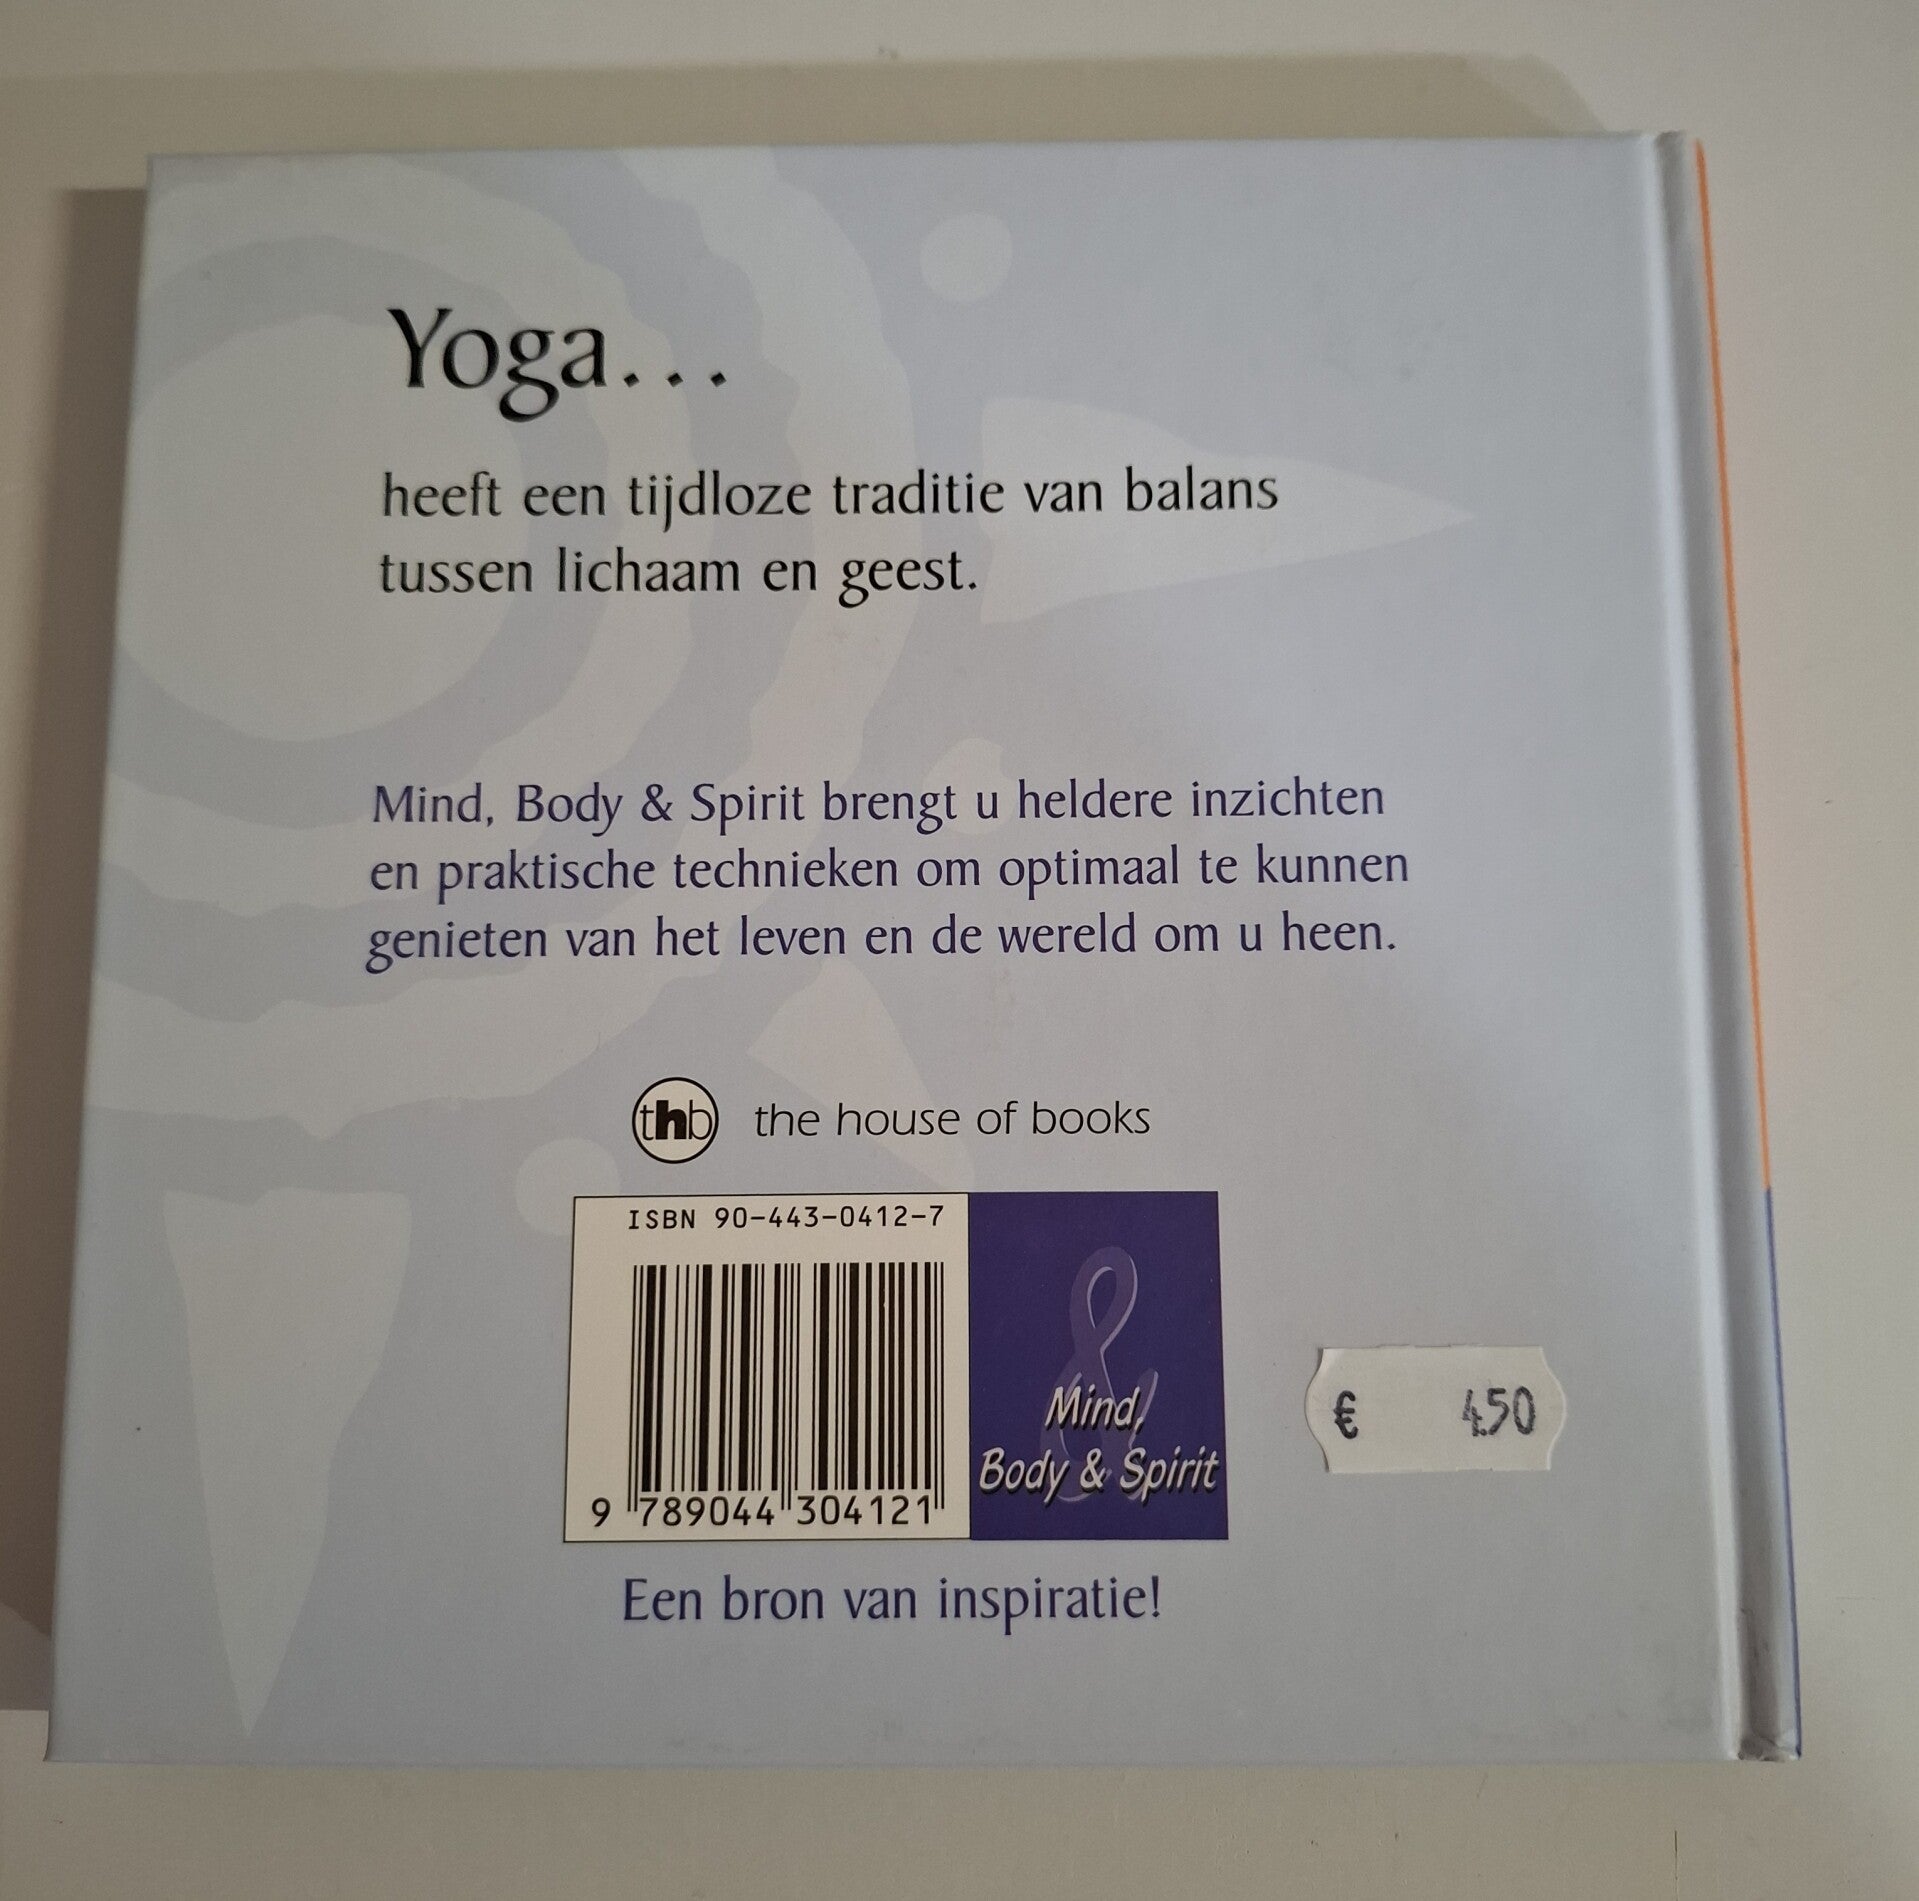 Yoga...
heeft een tijdloze traditie van balans
tussen lichaam en geest.
Mind, Body & Spirit brengt u heldere inzichten
en praktische technieken om optimaal te kunnen
genieten van het leven en de wereld om u heen.
thb the house of books
ISBN 90-443-0412-7
9 789044 304121
Mind,
Body & Spirit
€ 4.50
Een bron van inspiratie!